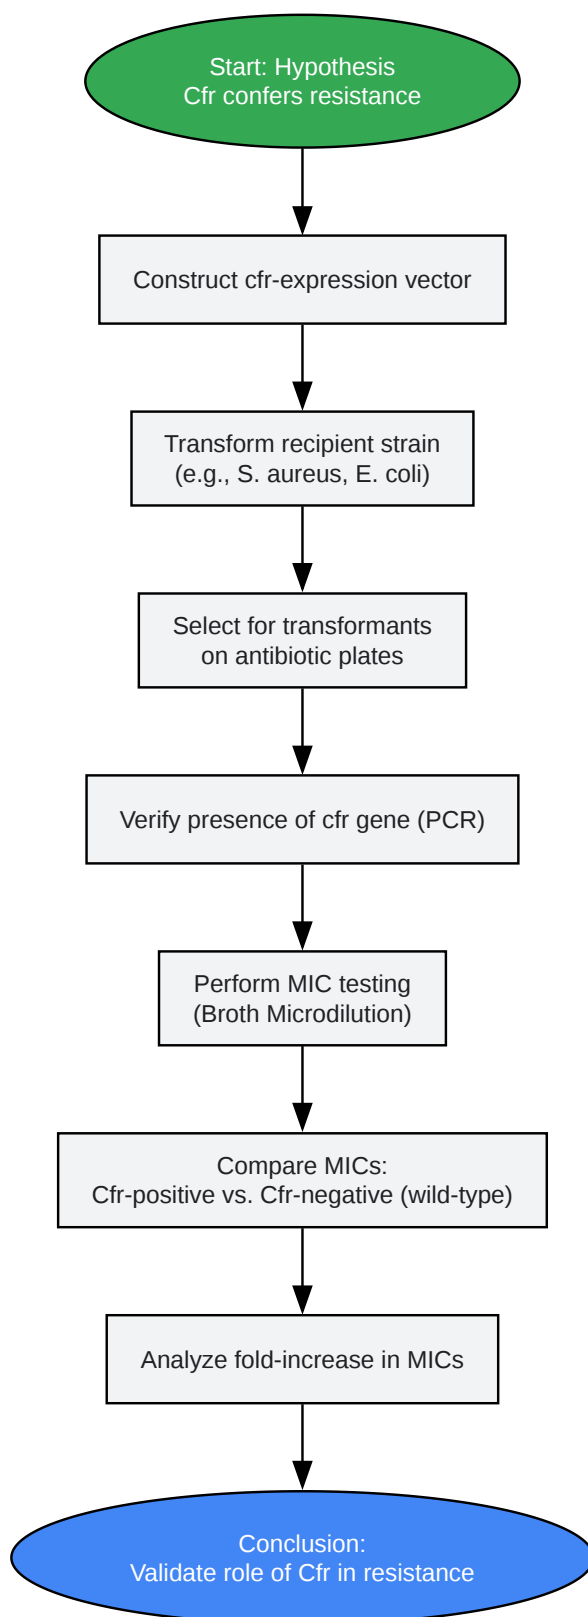 Start: Hypothesis
Cfr confers resistance
Construct cfr-expression vector
Transform recipient strain
(e.g., S. aureus, E. coli)
Select for transformants
on antibiotic plates
Verify presence of cfr gene (PCR)
Perform MIC testing
(Broth Microdilution)
Compare MICs:
Cfr-positive vs. Cfr-negative (wild-type)
Analyze fold-increase in MICs
Conclusion:
Validate role of Cfr in resistance